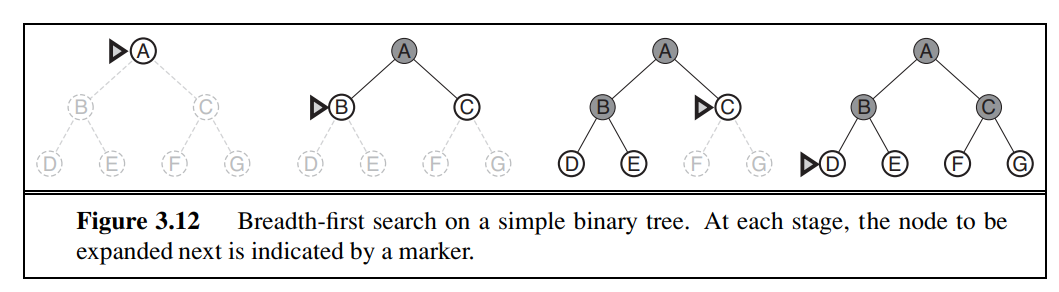 A A A A
B C B C B C B C
D E F G D E F G D E F G D E F G
Figure 3.12 Breadth-first search on a simple binary tree. At each stage, the node to be
expanded next is indicated by a marker.